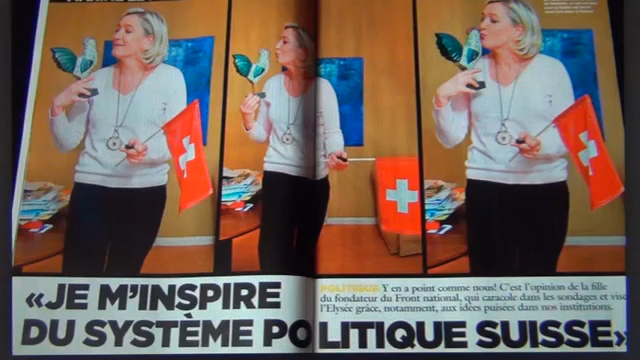 «JE M'INSPIRE
DU SYSTÈME POLITIQUE SUISSE»
POLITIQUE Y en a point comme nous! C'est l'opinion de la fille
du fondateur du Front national, qui caracole dans les sondages et vise
l'Elysée grâce, notamment, aux idées puisées dans nos institutions.